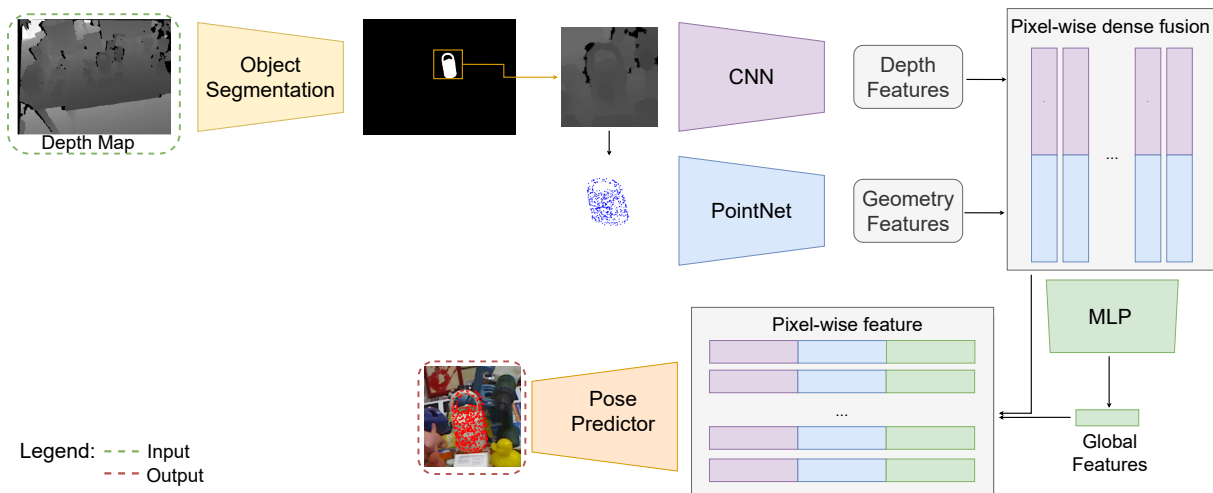 Depth Map
Object
Segmentation
CNN
Depth
Features
Pixel-wise dense fusion
...
PointNet
Geometry
Features
MLP
Global
Features
Pixel-wise feature
...
Pose
Predictor
Legend:
Input
Output